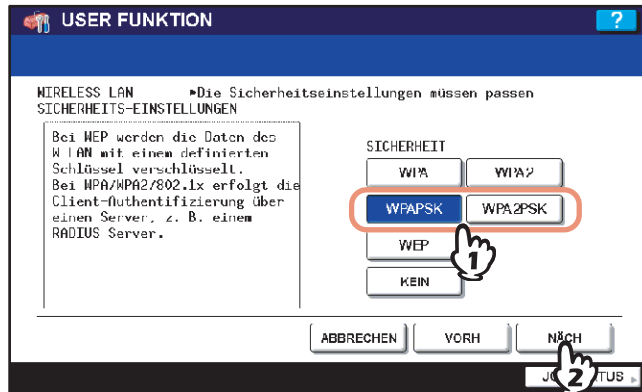 USER FUNKTION
?
WIRELESS LAN ▶Die Sicherheitseinstellungen müssen passen
SICHERHEITS-EINSTELLUNGEN
Bei WEP werden die Daten des
W LAN mit einem definierten
Schlüssel verschlüsselt.
Bei WPA/WPA2/802.1x erfolgt die
Client-Authentifizierung über
einen Server, z. B. einem
RADIUS Server.
SICHERHEIT
WPA WPA2
WPAPSK WPA2PSK
WEP
KEIN
1
ABBRECHEN VORH NÄCH
2